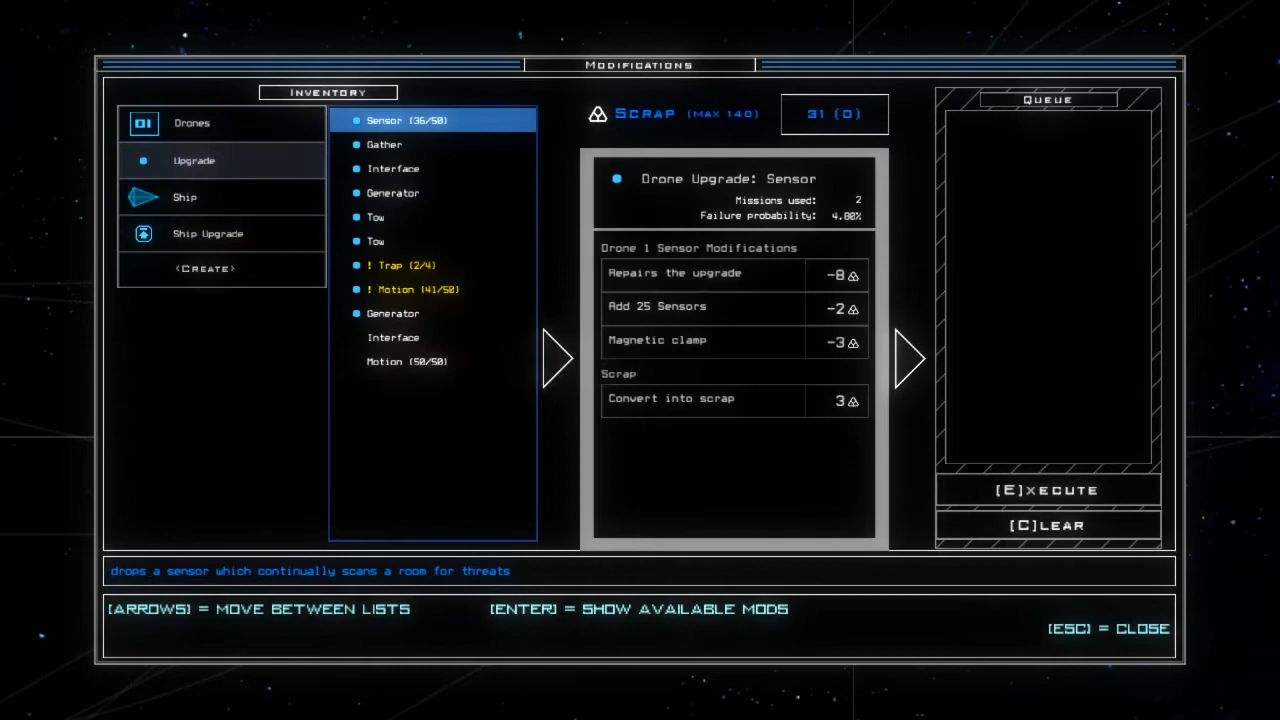 Modifications
Inventory
Drones
Upgrade
Ship
Ship Upgrade
<Create>
Sensor (36/50)
Gather
Interface
Generator
Tow
Tow
! Trap (2/4)
! Motion (41/50)
Generator
Interface
Motion (50/50)
Scrap (max 140)
31 (0)
Drone Upgrade: Sensor
Missions used: 2
Failure probability: 4.80%
Drone 1 Sensor Modifications
Repairs the upgrade -8
Add 25 Sensors -2
Magnetic clamp -3
Scrap
Convert into scrap 3
Queue
[E]xecute
[C]lear
drops a sensor which continually scans a room for threats
[ARROWS] = MOVE BETWEEN LISTS
[ENTER] = SHOW AVAILABLE MODS
[ESC] = CLOSE